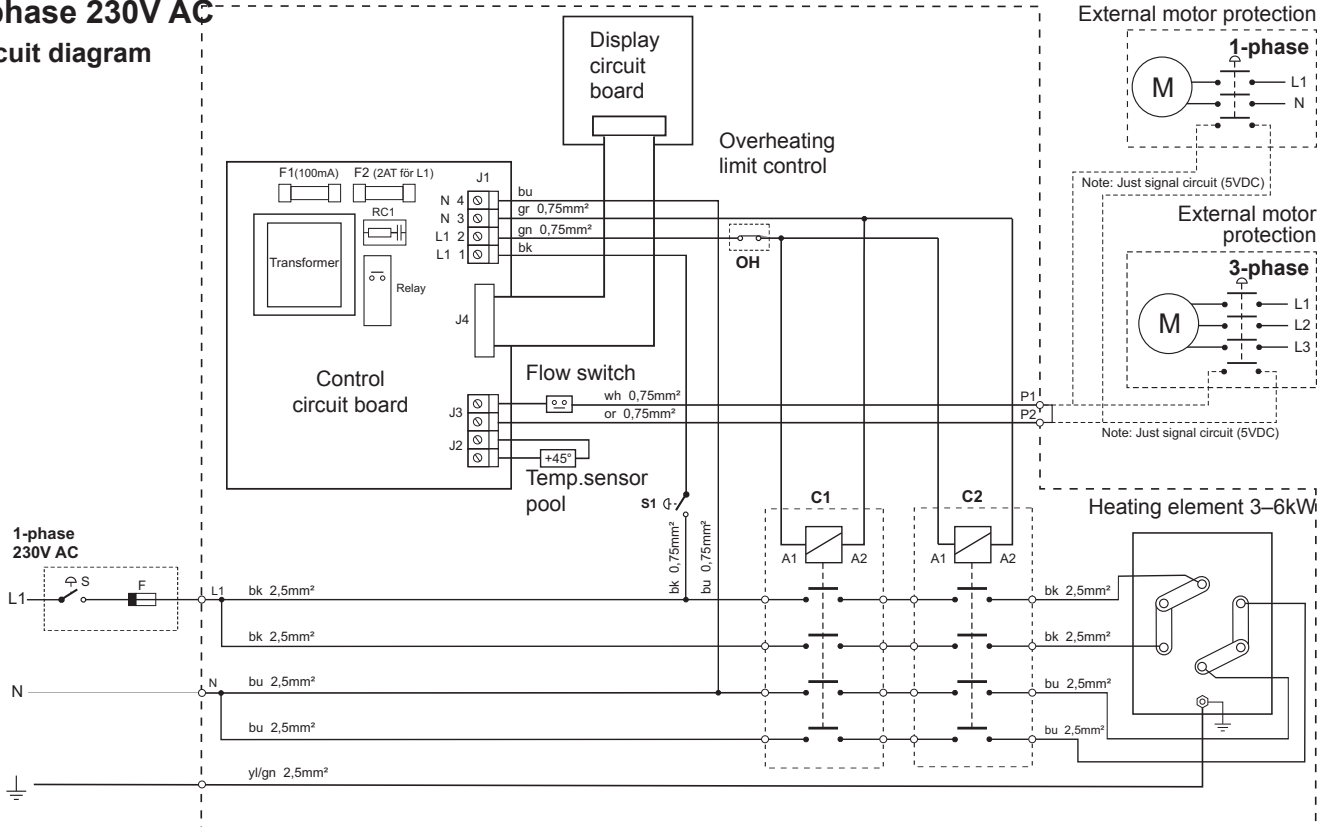 phase 230V AC
cuit diagram
Display
circuit
board
Overheating
limit control
External motor protection
1-phase
M
L1
N
Note: Just signal circuit (5VDC)
External motor
protection
3-phase
M
L1
L2
L3
Note: Just signal circuit (5VDC)
F1(100mA)
F2 (2AT för L1)
J1
RC1
Transformer
Relay
N 4
N 3
L1 2
L1 1
bu
gr 0,75mm²
gn 0,75mm²
bk
OH
J4
Control
circuit board
Flow switch
J3
J2
wh 0,75mm²
or 0,75mm²
+45°
Temp.sensor
pool
P1
P2
S1
bk 0,75mm²
bu 0,75mm²
C1
A1
A2
C2
A1
A2
Heating element 3–6kW
1-phase
230V AC
L1
S
F
L1
bk 2,5mm²
bk 2,5mm²
bk 2,5mm²
bk 2,5mm²
N
N
bu 2,5mm²
bu 2,5mm²
bu 2,5mm²
bu 2,5mm²
yl/gn 2,5mm²